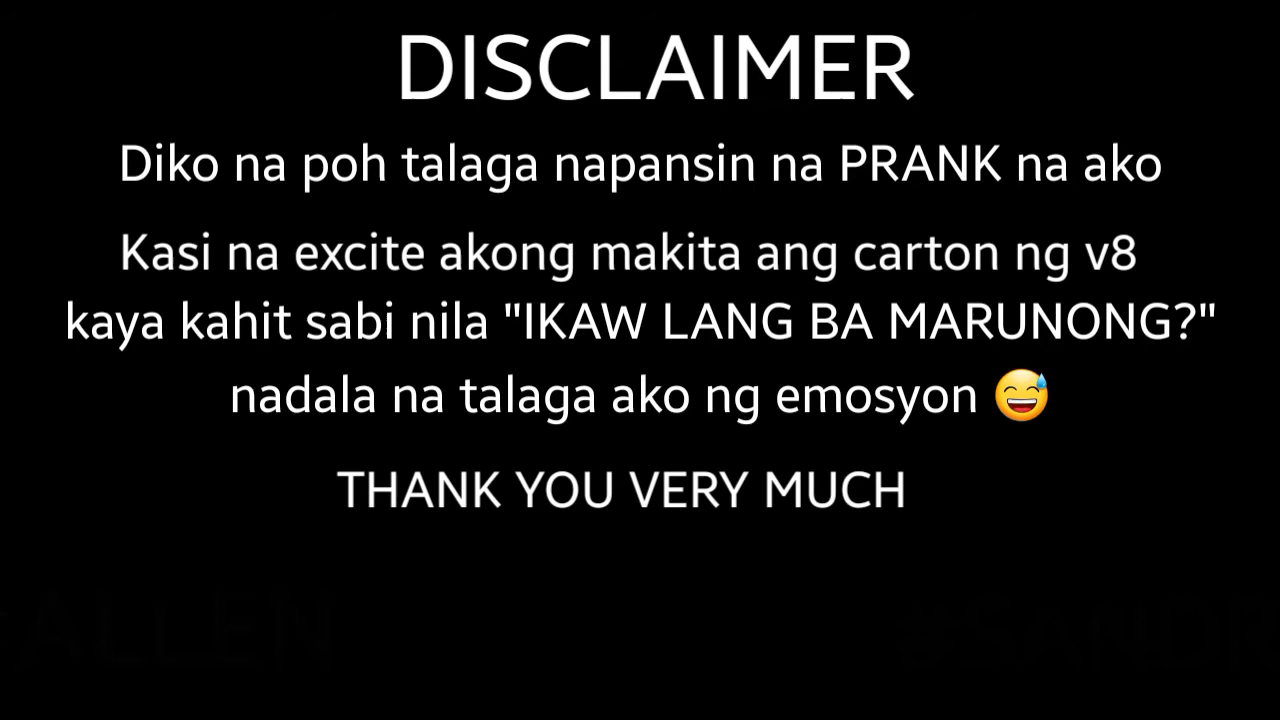 DISCLAIMER
Diko na poh talaga napansin na PRANK na ako
Kasi na excite akong makita ang carton ng v8
kaya kahit sabi nila "IKAW LANG BA MARUNONG?"
nadala na talaga ako ng emosyon 😅
THANK YOU VERY MUCH